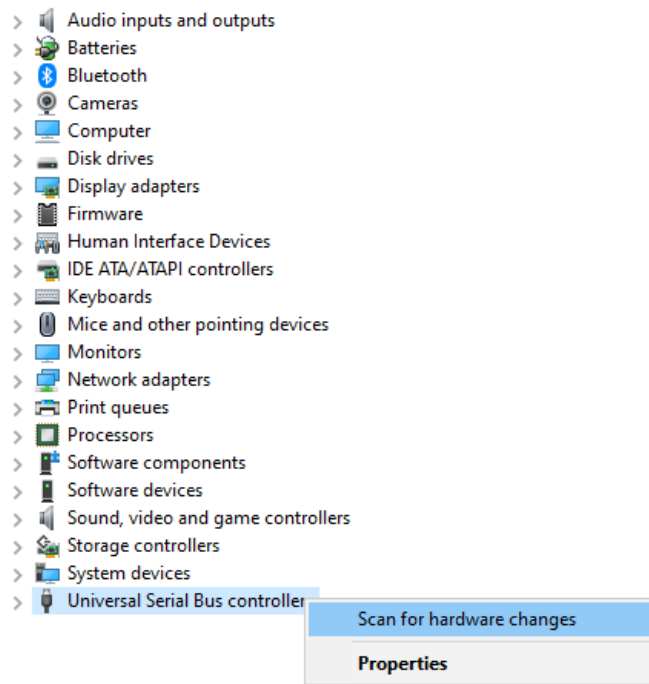 Audio inputs and outputs
Batteries
Bluetooth
Cameras
Computer
Disk drives
Display adapters
Firmware
Human Interface Devices
IDE ATA/ATAPI controllers
Keyboards
Mice and other pointing devices
Monitors
Network adapters
Print queues
Processors
Software components
Software devices
Sound, video and game controllers
Storage controllers
System devices
Universal Serial Bus controller
Scan for hardware changes
Properties